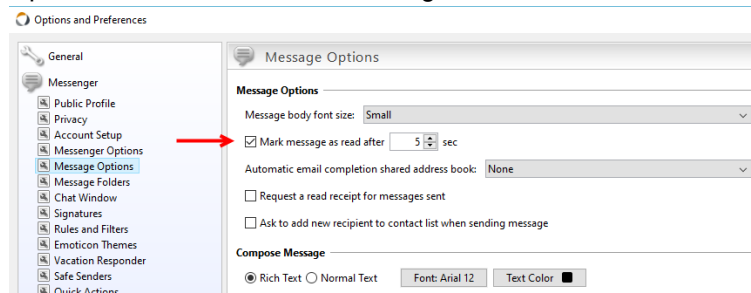 Options and Preferences
General
Messenger
Public Profile
Privacy
Account Setup
Messenger Options
Message Options
Message Folders
Chat Window
Signatures
Rules and Filters
Emoticon Themes
Vacation Responder
Safe Senders
Quick Actions
Message Options
Message Options
Message body font size: Small
Mark message as read after 5 sec
Automatic email completion shared address book: None
Request a read receipt for messages sent
Ask to add new recipient to contact list when sending message
Compose Message
Rich Text Normal Text Font: Arial 12 Text Color